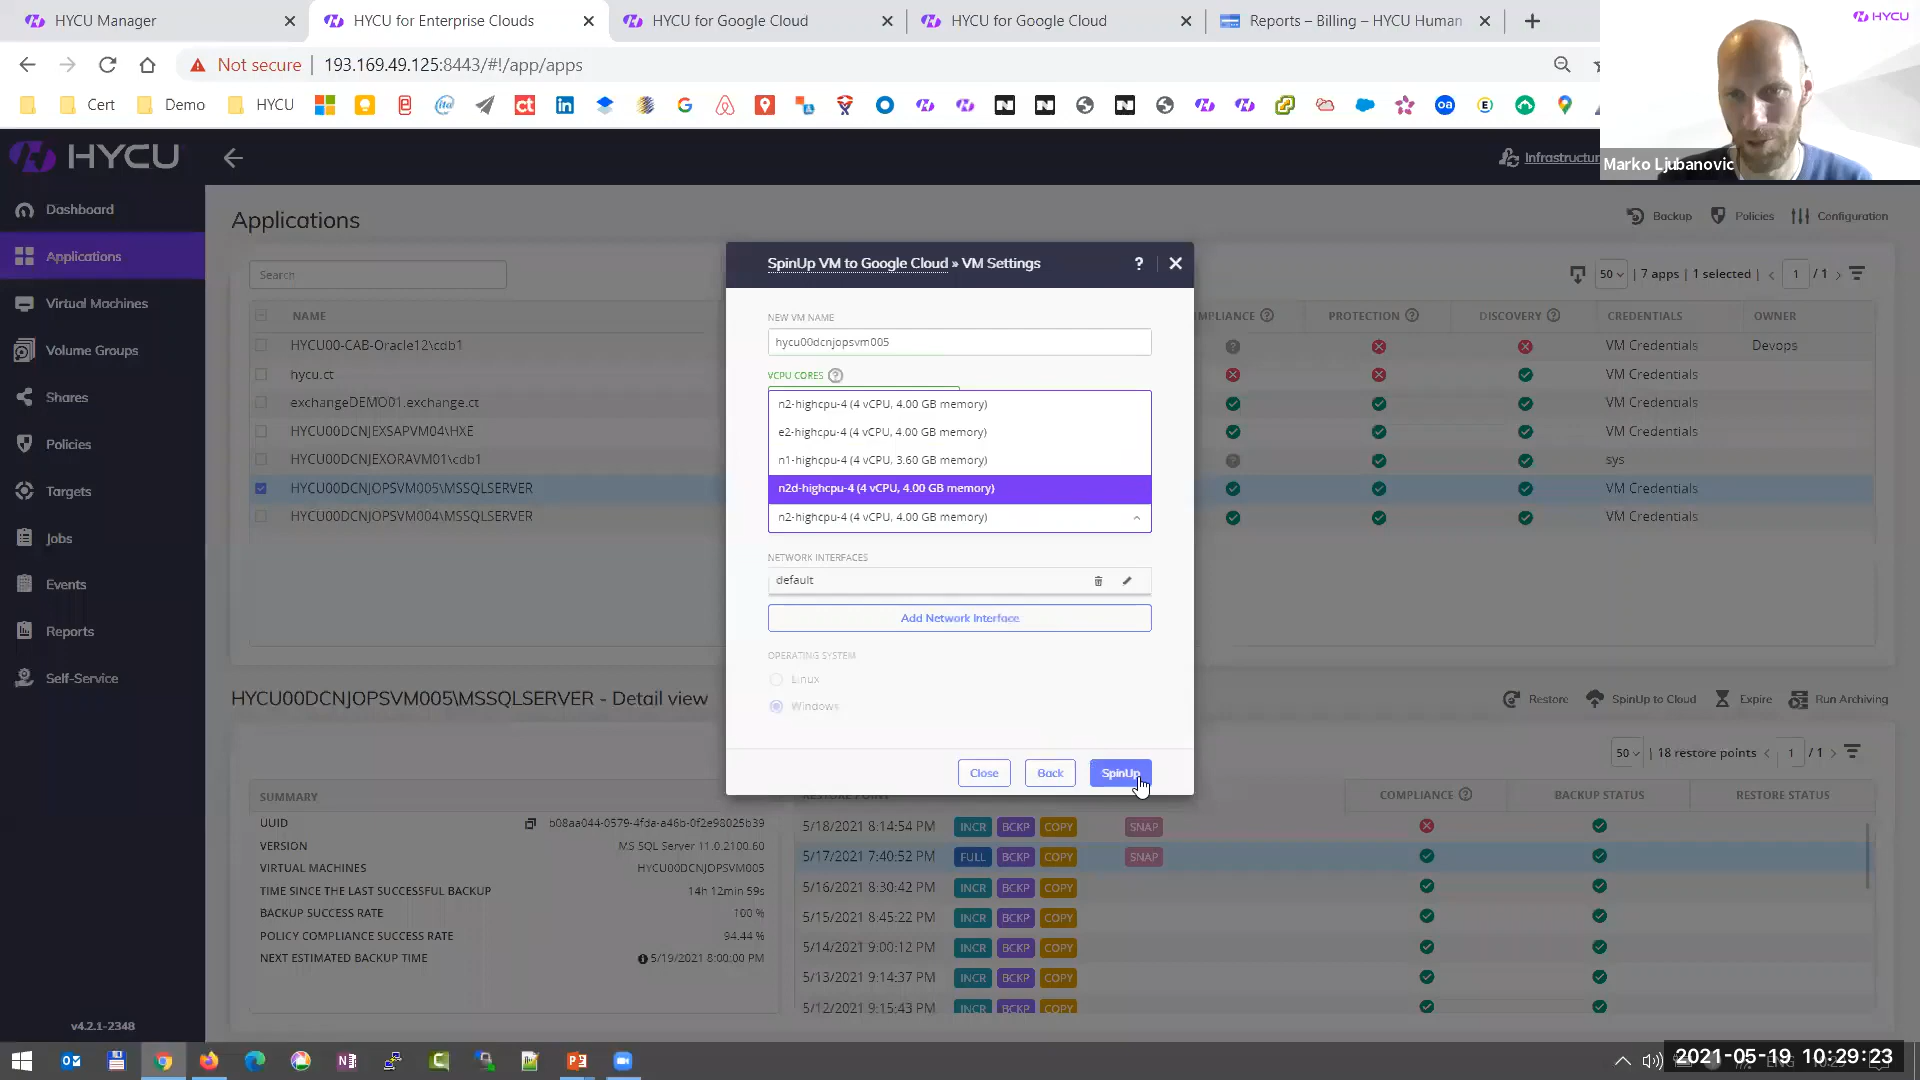 HYCU Manager
HYCU for Enterprise Clouds
HYCU for Google Cloud
HYCU for Google Cloud
Reports – Billing – HYCU Human
HYCU
Not secure
193.169.49.125:8443/#!/app/apps
Cert
Demo
HYCU
Marko Ljubanovic
HYCU
Infrastructur
Dashboard
Applications
Virtual Machines
Volume Groups
Shares
Policies
Targets
Jobs
Events
Reports
Self-Service
v4.2.1-2348
Applications
Backup
Policies
Configuration
Search
50 | 7 apps | 1 selected | 1 / 1
NAME
MPLIANCE
PROTECTION
DISCOVERY
CREDENTIALS
OWNER
HYCU00-CAB-Oracle12\cdb1
VM Credentials
Devops
hycu.ct
VM Credentials
exchangeDEMO01.exchange.ct
VM Credentials
HYCU00DCNJEXSAPVM04\HXE
VM Credentials
HYCU00DCNJEXORAVM01\cdb1
sys
HYCU00DCNJOPSVM005\MSSQLSERVER
VM Credentials
HYCU00DCNJOPSVM004\MSSQLSERVER
VM Credentials
SpinUp VM to Google Cloud » VM Settings
?
NEW VM NAME
hycu00dcnjopsvm005
VCPU CORES
n2-highcpu-4 (4 vCPU, 4.00 GB memory)
e2-highcpu-4 (4 vCPU, 4.00 GB memory)
n1-highcpu-4 (4 vCPU, 3.60 GB memory)
n2d-highcpu-4 (4 vCPU, 4.00 GB memory)
n2-highcpu-4 (4 vCPU, 4.00 GB memory)
NETWORK INTERFACES
default
Add Network Interface
OPERATING SYSTEM
Linux
Windows
Close
Back
SpinUp
HYCU00DCNJOPSVM005\MSSQLSERVER - Detail view
Restore
SpinUp to Cloud
Expire
Run Archiving
50 | 18 restore points 1 / 1
SUMMARY
UUID b08aa044-0579-4fda-a46b-0f2e98025b39
VERSION MS SQL Server 11.0.2100.60
VIRTUAL MACHINES HYCU00DCNJOPSVM005
TIME SINCE THE LAST SUCCESSFUL BACKUP 14h 12min 59s
BACKUP SUCCESS RATE 100 %
POLICY COMPLIANCE SUCCESS RATE 94.44 %
NEXT ESTIMATED BACKUP TIME 5/19/2021 8:00:00 PM
RESTORE POINT
COMPLIANCE
BACKUP STATUS
RESTORE STATUS
5/18/2021 8:14:54 PM INCR BCKP COPY SNAP
5/17/2021 7:40:52 PM FULL BCKP COPY SNAP
5/16/2021 8:30:42 PM INCR BCKP COPY
5/15/2021 8:45:22 PM INCR BCKP COPY
5/14/2021 9:00:12 PM INCR BCKP COPY
5/13/2021 9:14:37 PM INCR BCKP COPY
5/12/2021 9:15:43 PM INCR BCKP COPY
2021-05-19 10:29:23